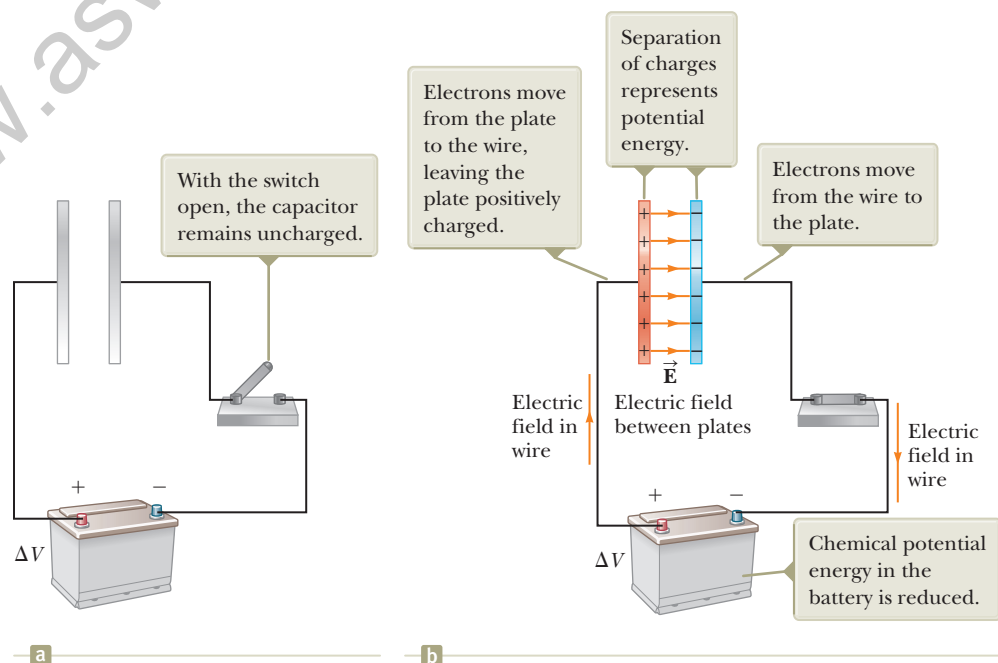 w.as
With the switch
open, the capacitor
remains uncharged.
+ −
ΔV
a
Electrons move
from the plate
to the wire,
leaving the
plate positively
charged.
Separation
of charges
represents
potential
energy.
Electrons move
from the wire to
the plate.
+ −
+ −
+ −
+ −
+ −
+ −
E
Electric
field in
wire
Electric field
between plates
Electric
field in
wire
+ −
ΔV
Chemical potential
energy in the
battery is reduced.
b